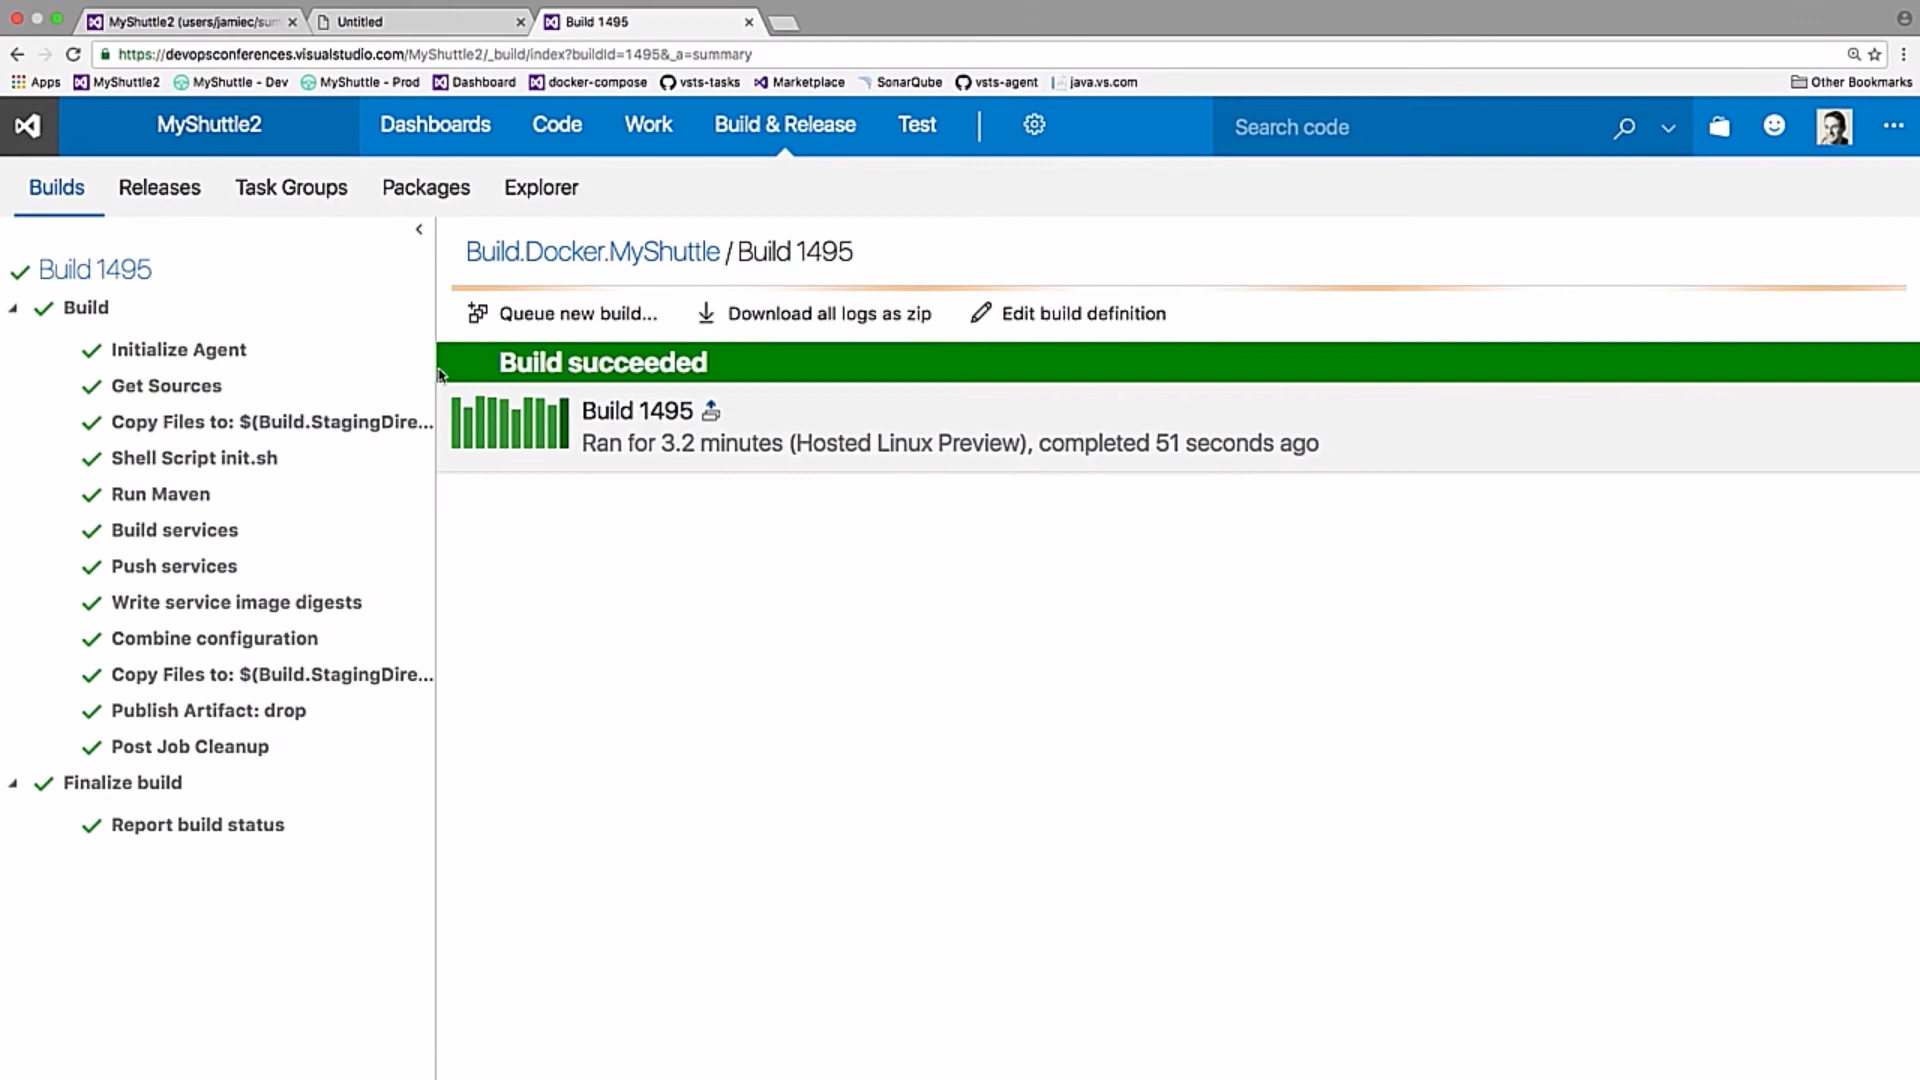 MyShuttle2 (users/jamiec/sum
Untitled
Build 1495
https://devopsconferences.visualstudio.com/MyShuttle2/_build/index?buildId=1495&_a=summary
Apps MyShuttle2 MyShuttle - Dev MyShuttle - Prod Dashboard docker-compose vsts-tasks Marketplace SonarQube vsts-agent java.vs.com Other Bookmarks
MyShuttle2 Dashboards Code Work Build & Release Test Search code
Builds Releases Task Groups Packages Explorer
Build 1495
Build
Initialize Agent
Get Sources
Copy Files to: $(Build.StagingDire...
Shell Script init.sh
Run Maven
Build services
Push services
Write service image digests
Combine configuration
Copy Files to: $(Build.StagingDire...
Publish Artifact: drop
Post Job Cleanup
Finalize build
Report build status
Build.Docker.MyShuttle / Build 1495
Queue new build... Download all logs as zip Edit build definition
Build succeeded
Build 1495
Ran for 3.2 minutes (Hosted Linux Preview), completed 51 seconds ago